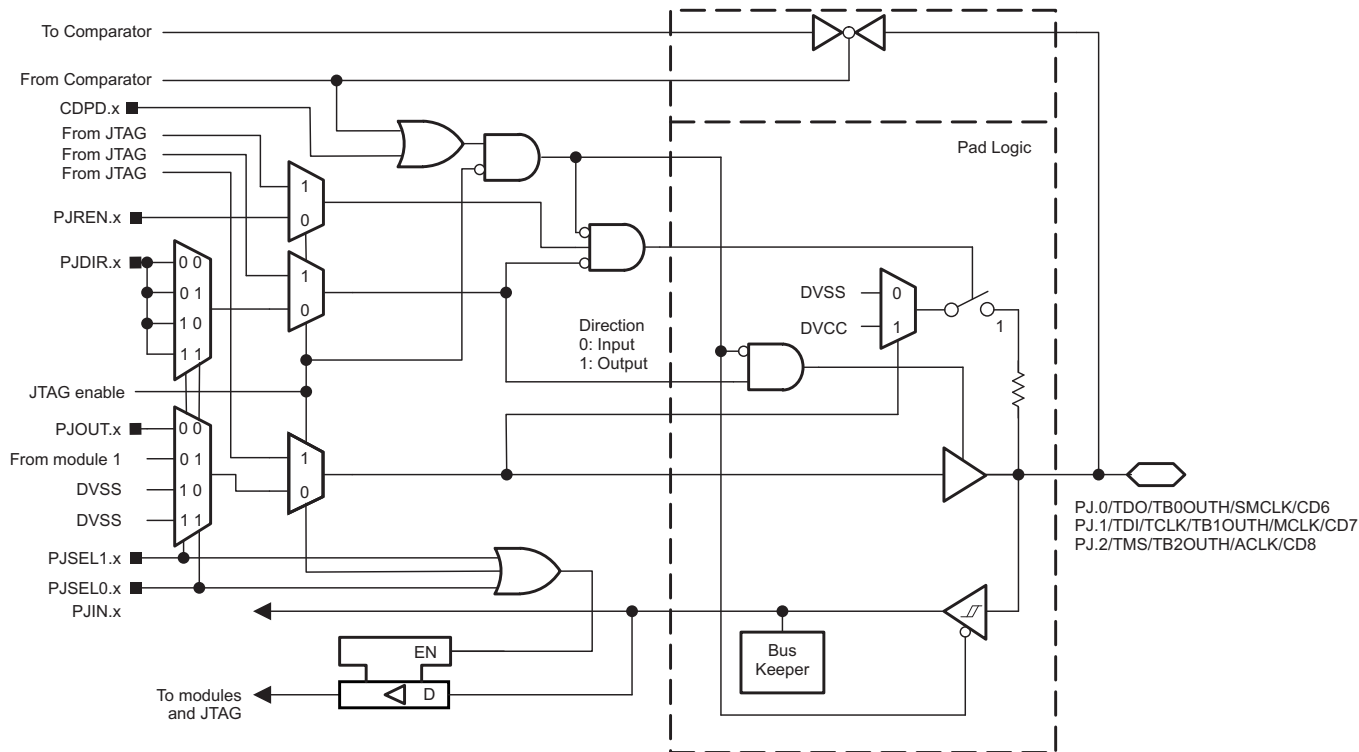 To Comparator
From Comparator
CDPD.x
From JTAG
From JTAG
From JTAG
Pad Logic
1
PJREN.x
0
PJDIR.x
0 0
1
0 1
0
1 0
1 1
DVSS
0
DVCC
1
1
Direction
0: Input
1: Output
JTAG enable
PJOUT.x
0 0
From module 1
0 1
1
DVSS
1 0
0
DVSS
1 1
PJ.0/TDO/TB0OUTH/SMCLK/CD6
PJ.1/TDI/TCLK/TB1OUTH/MCLK/CD7
PJ.2/TMS/TB2OUTH/ACLK/CD8
PJSEL1.x
PJSEL0.x
PJIN.x
EN
Bus
Keeper
D
To modules
and JTAG